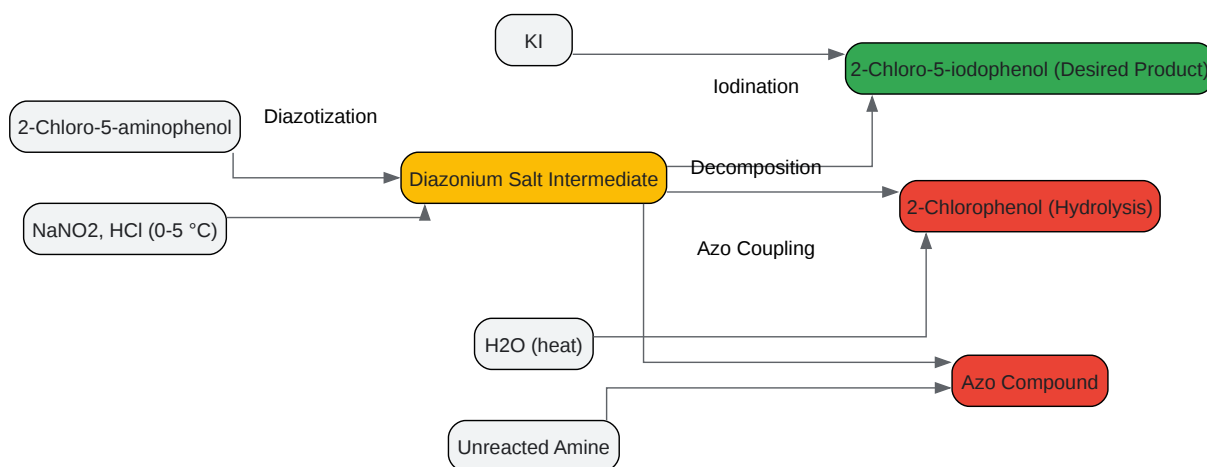 KI
2-Chloro-5-iodophenol (Desired Product)
Iodination
2-Chloro-5-aminophenol
Diazotization
Diazonium Salt Intermediate
Decomposition
2-Chlorophenol (Hydrolysis)
NaNO2, HCl (0-5 °C)
Azo Coupling
H2O (heat)
Azo Compound
Unreacted Amine